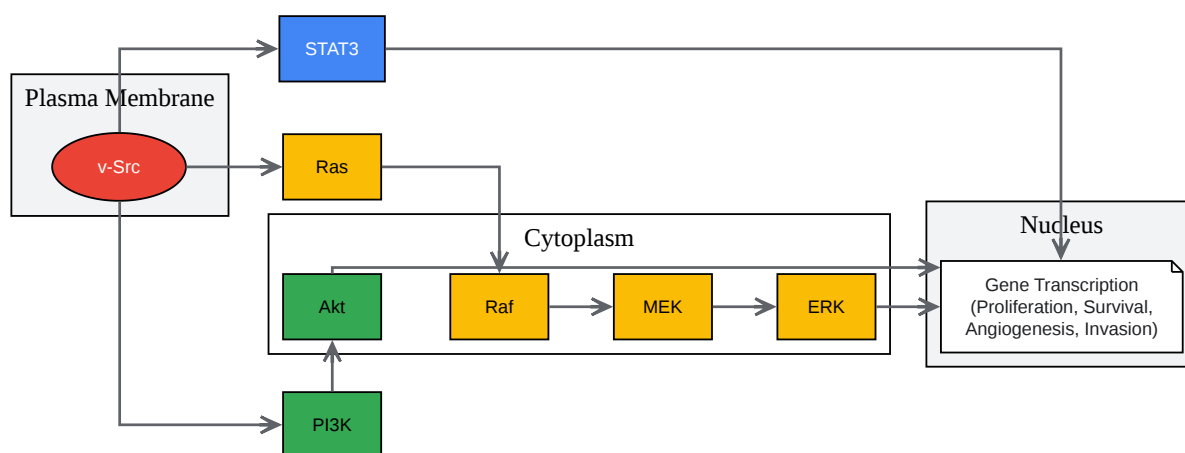 STAT3
Plasma Membrane
v-Src
Ras
Cytoplasm
Nucleus
Akt
Raf
MEK
ERK
Gene Transcription
(Proliferation, Survival,
Angiogenesis, Invasion)
PI3K